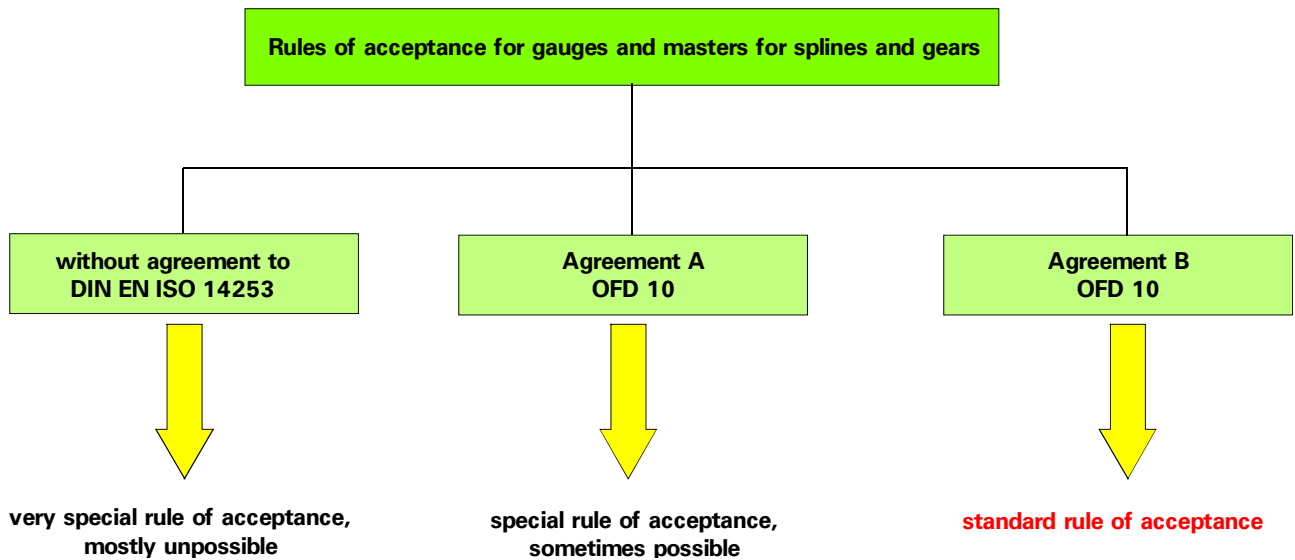 Rules of acceptance for gauges and masters for splines and gears
without agreement to
DIN EN ISO 14253
Agreement A
OFD 10
Agreement B
OFD 10
very special rule of acceptance,
mostly unpossible
special rule of acceptance,
sometimes possible
standard rule of acceptance